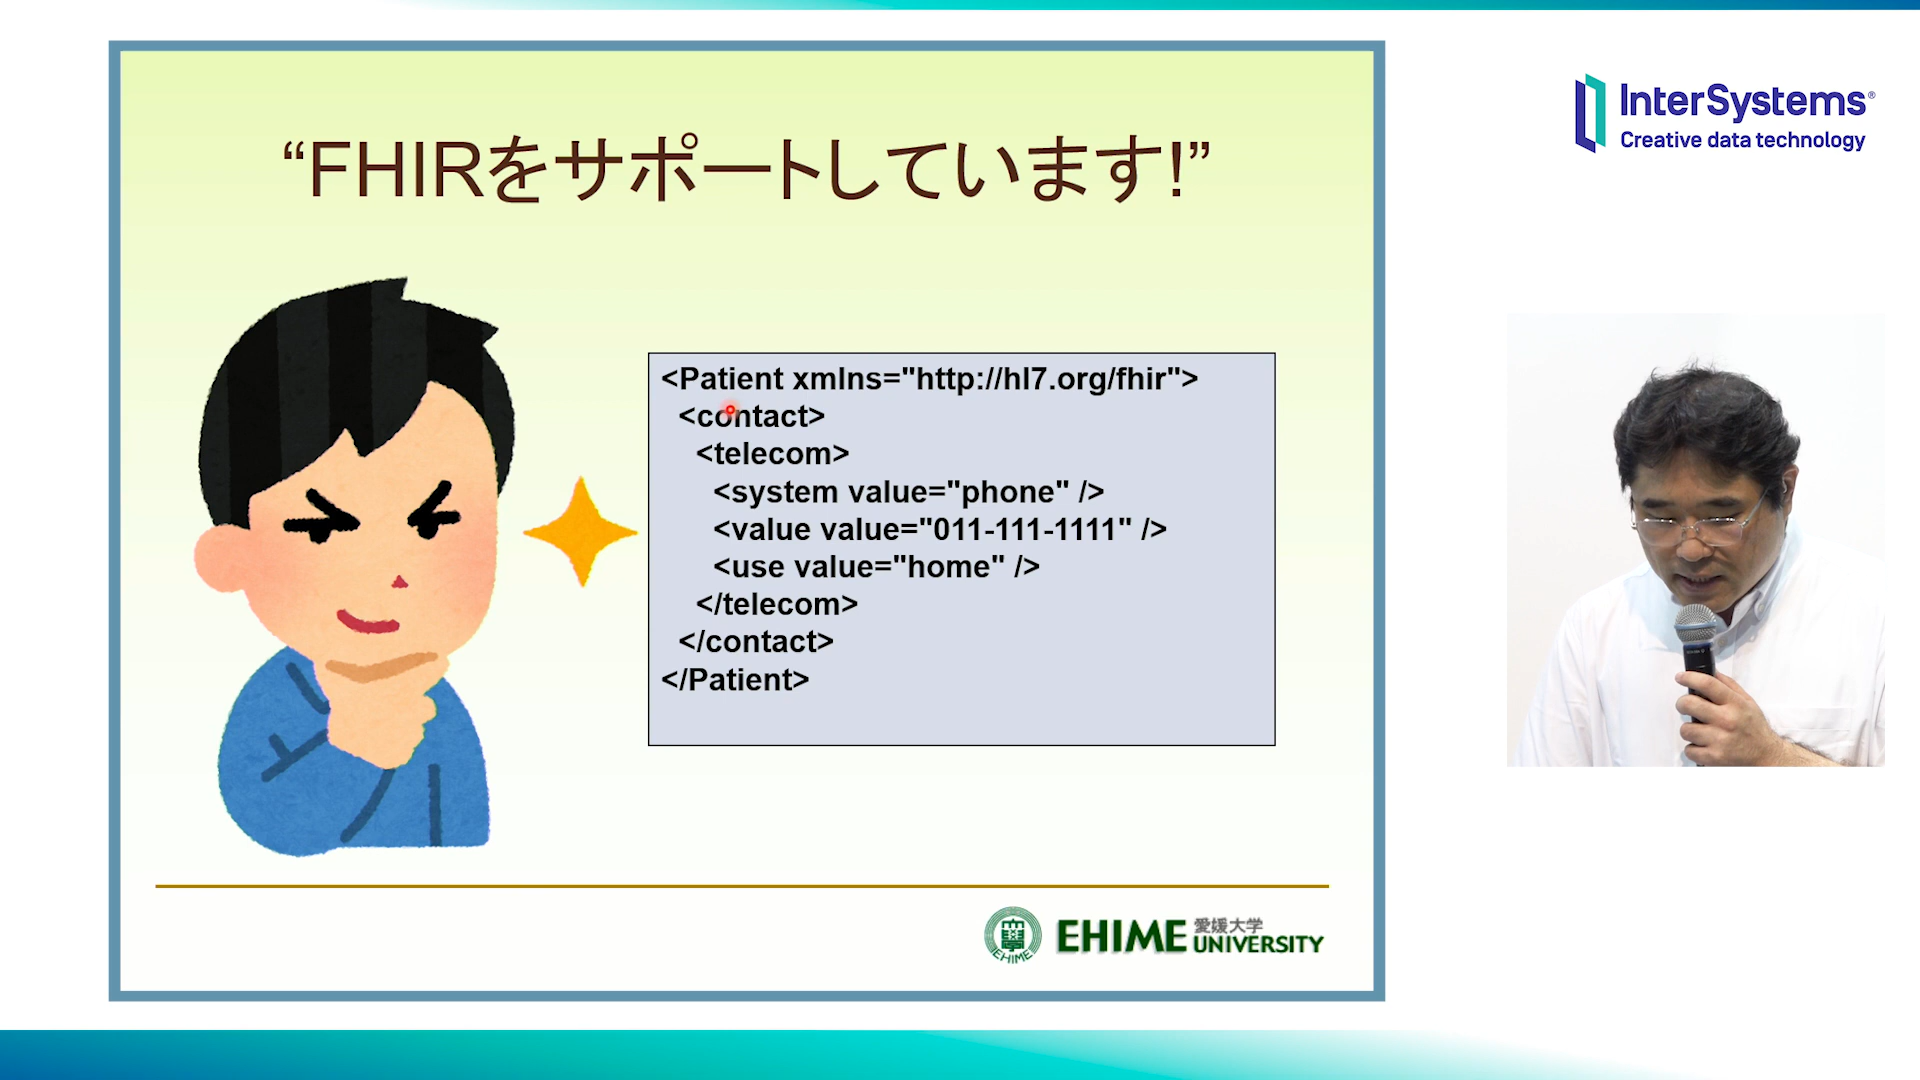 “FHIRをサポートしています!”
<Patient xmlns="http://hl7.org/fhir">
<contact>
<telecom>
<system value="phone" />
<value value="011-111-1111" />
<use value="home" />
</telecom>
</contact>
</Patient>
EHIME
愛媛大学
UNIVERSITY
EHIME
InterSystems®
Creative data technology